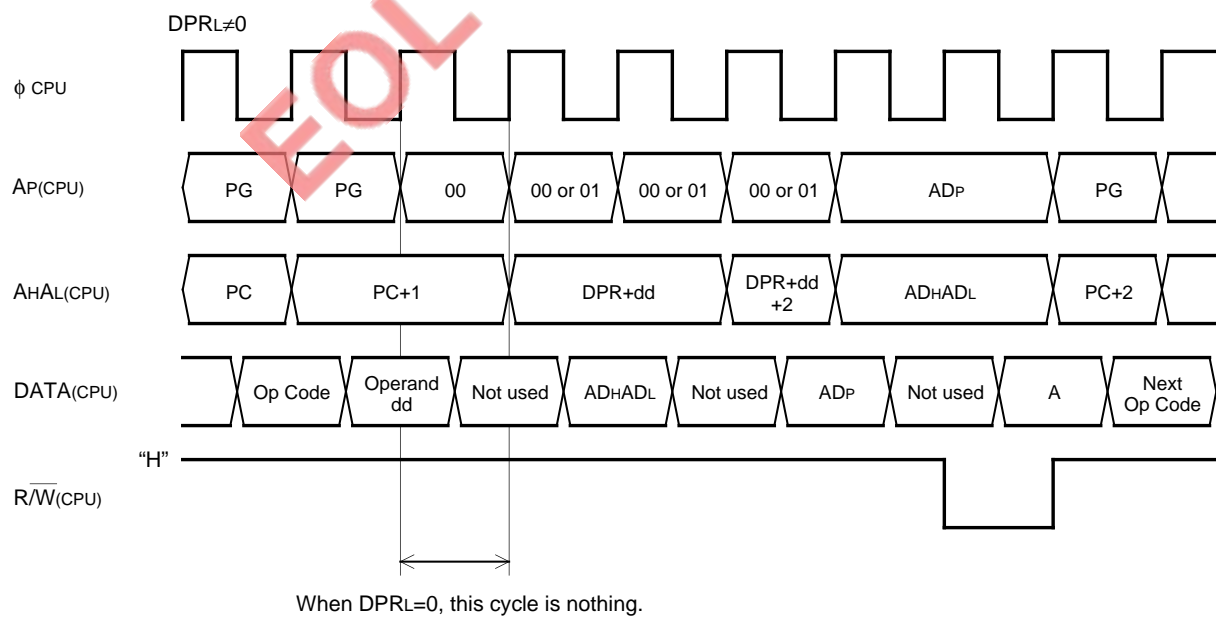 DPRL≠0
ϕ CPU
AP(CPU)
PG
PG
00
00 or 01
00 or 01
00 or 01
ADP
PG
AHAL(CPU)
PC
PC+1
DPR+dd
DPR+dd
+2
ADHADL
PC+2
DATA(CPU)
Op Code
Operand
dd
Not used
ADHADL
Not used
ADP
Not used
A
Next
Op Code
“H”
R/W(CPU)
When DPRL=0, this cycle is nothing.
EOL